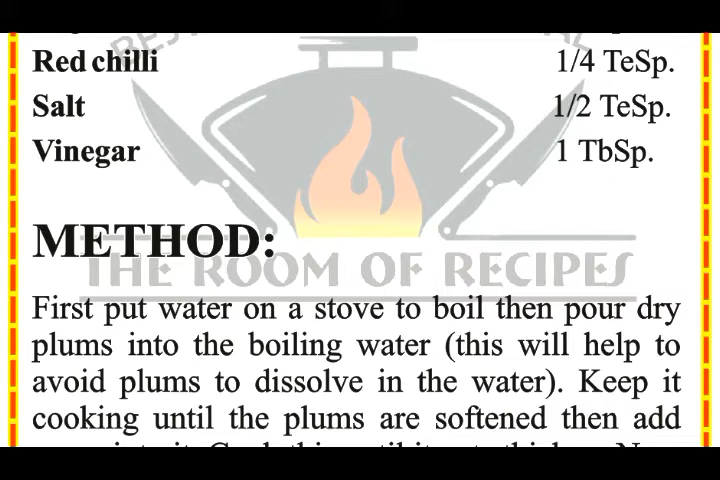 BEST
AL
Red chilli 1/4 TeSp.
Salt 1/2 TeSp.
Vinegar 1 TbSp.
METHOD:
THE ROOM OF RECIPES
First put water on a stove to boil then pour dry
plums into the boiling water (this will help to
avoid plums to dissolve in the water). Keep it
cooking until the plums are softened then add